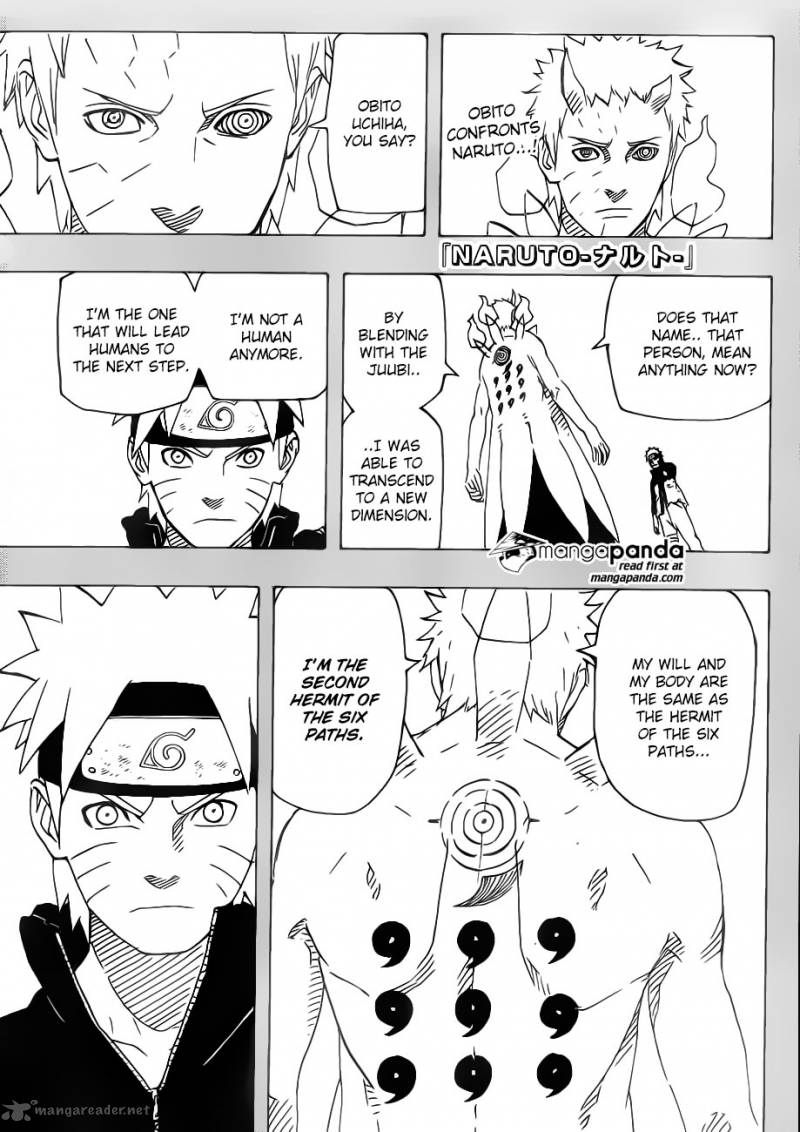 OBITO
CONFRONTS
NARUTO...!
OBITO
UCHIHA,
YOU SAY?
『NARUTO-ナルト-』
DOES THAT
NAME.. THAT
PERSON, MEAN
ANYTHING NOW?
BY
BLENDING
WITH THE
JUUBI..
..I WAS
ABLE TO
TRANSCEND
TO A NEW
DIMENSION.
mangapanda
read first at
mangapanda.com
I'M NOT A
HUMAN
ANYMORE.
I'M THE ONE
THAT WILL LEAD
HUMANS TO
THE NEXT STEP.
MY WILL AND
MY BODY ARE
THE SAME AS
THE HERMIT
OF THE SIX
PATHS...
I'M THE
SECOND
HERMIT OF
THE SIX
PATHS.
mangareader.net